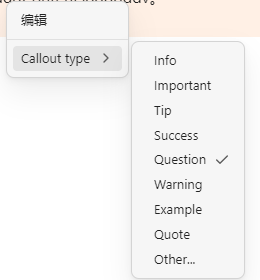 编辑
Callout type
Info
Important
Tip
Success
Question
Warning
Example
Quote
Other...